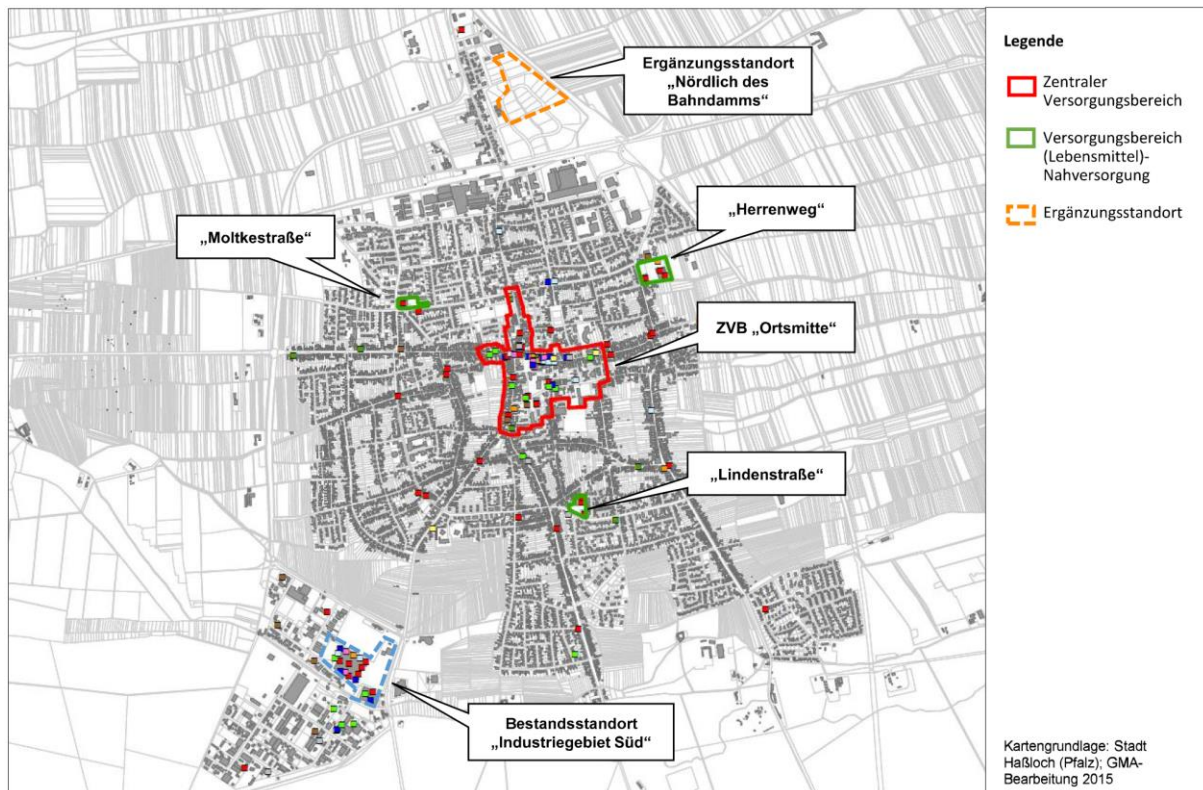 Ergänzungsstandort
„Nördlich des
Bahndamms“
„Herrenweg“
„Moltkestraße“
ZVB „Ortsmitte“
„Lindenstraße“
Bestandsstandort
„Industriegebiet Süd“
Legende
Zentraler
Versorgungsbereich
Versorgungsbereich
(Lebensmittel)-
Nahversorgung
Ergänzungsstandort
Kartengrundlage: Stadt
Haßloch (Pfalz); GMA-
Bearbeitung 2015